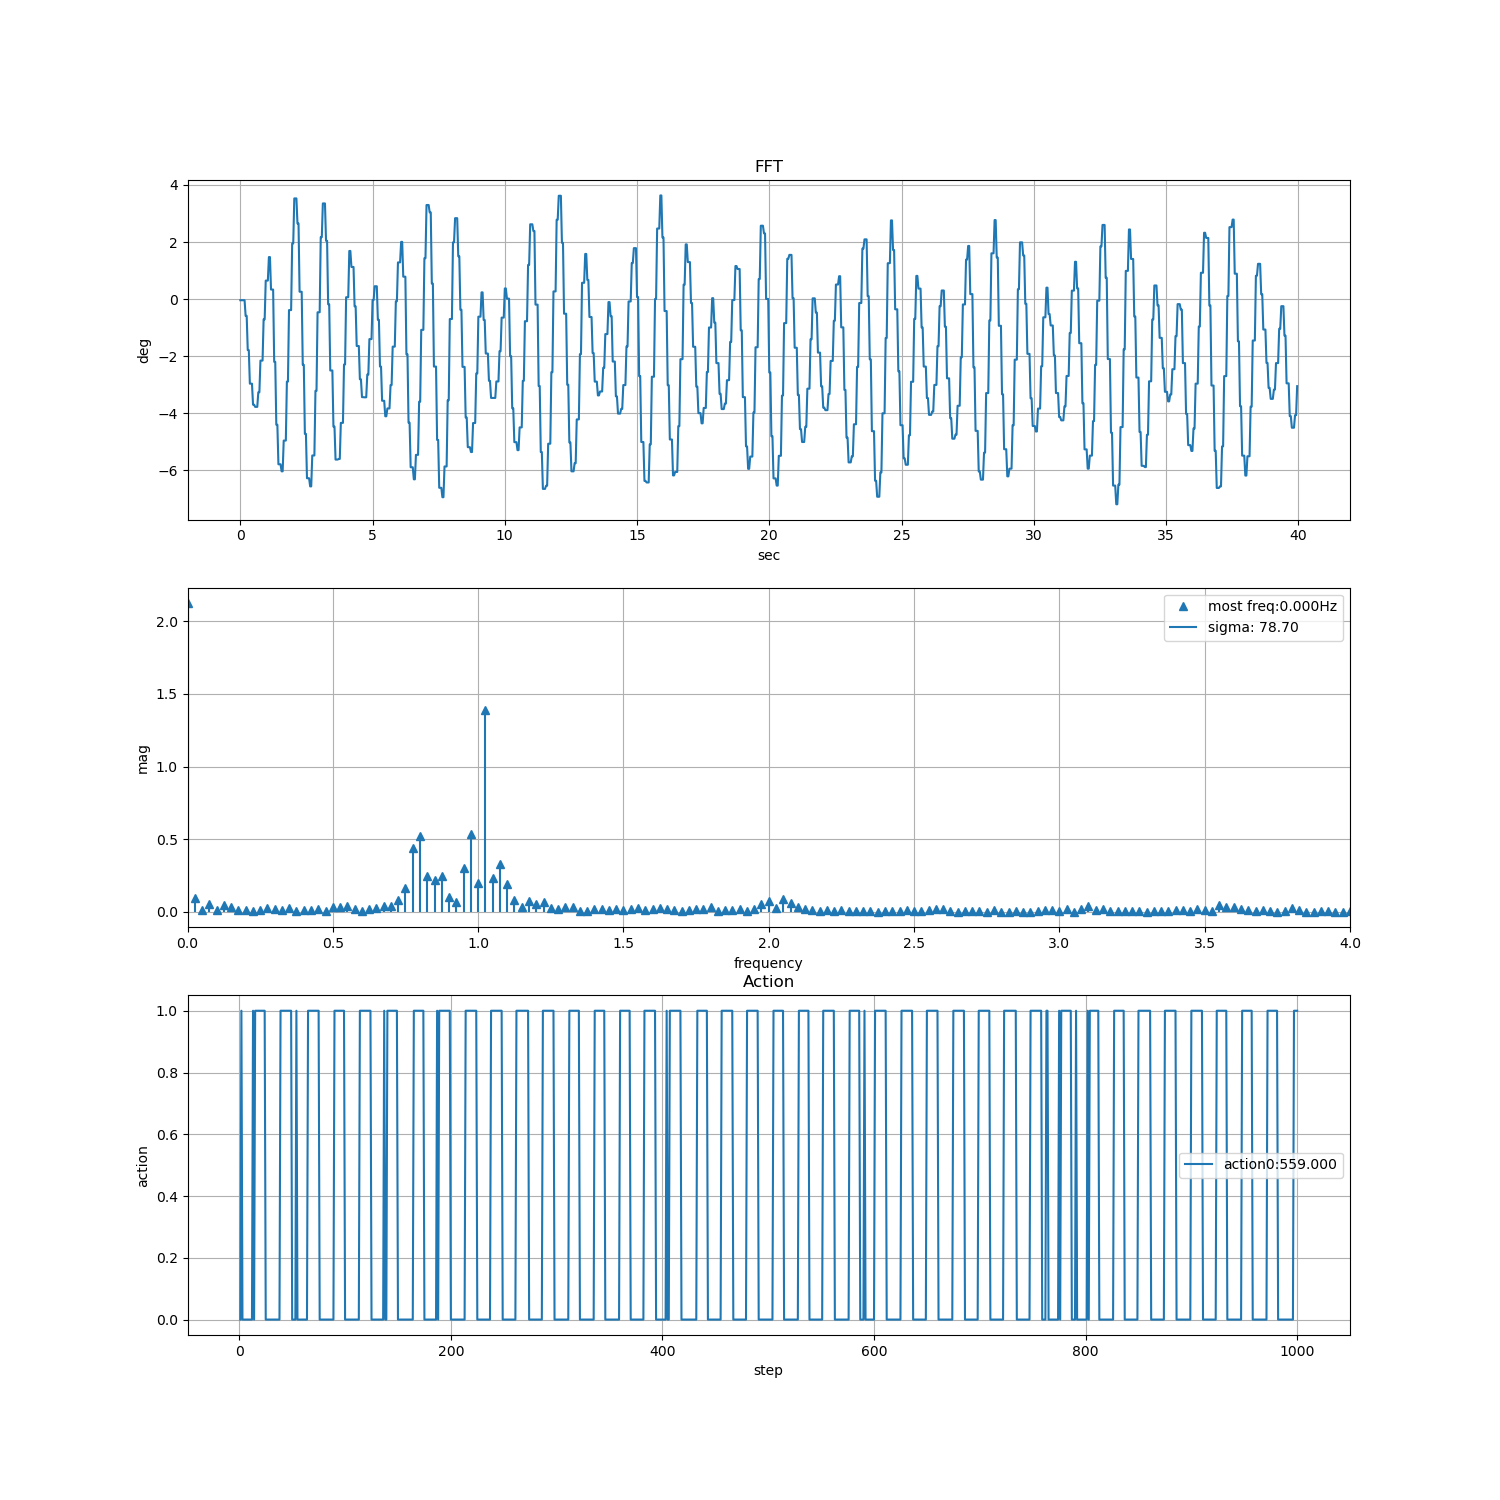 FFT
4
2
0
−2
−4
−6
deg
0 5 10 15 20 25 30 35 40
sec
most freq:0.000Hz
sigma: 78.70
2.0
1.5
1.0
0.5
0.0
mag
0.0 0.5 1.0 1.5 2.0 2.5 3.0 3.5 4.0
frequency
Action
1.0
0.8
0.6
0.4
0.2
0.0
action
action0:559.000
0 200 400 600 800 1000
step